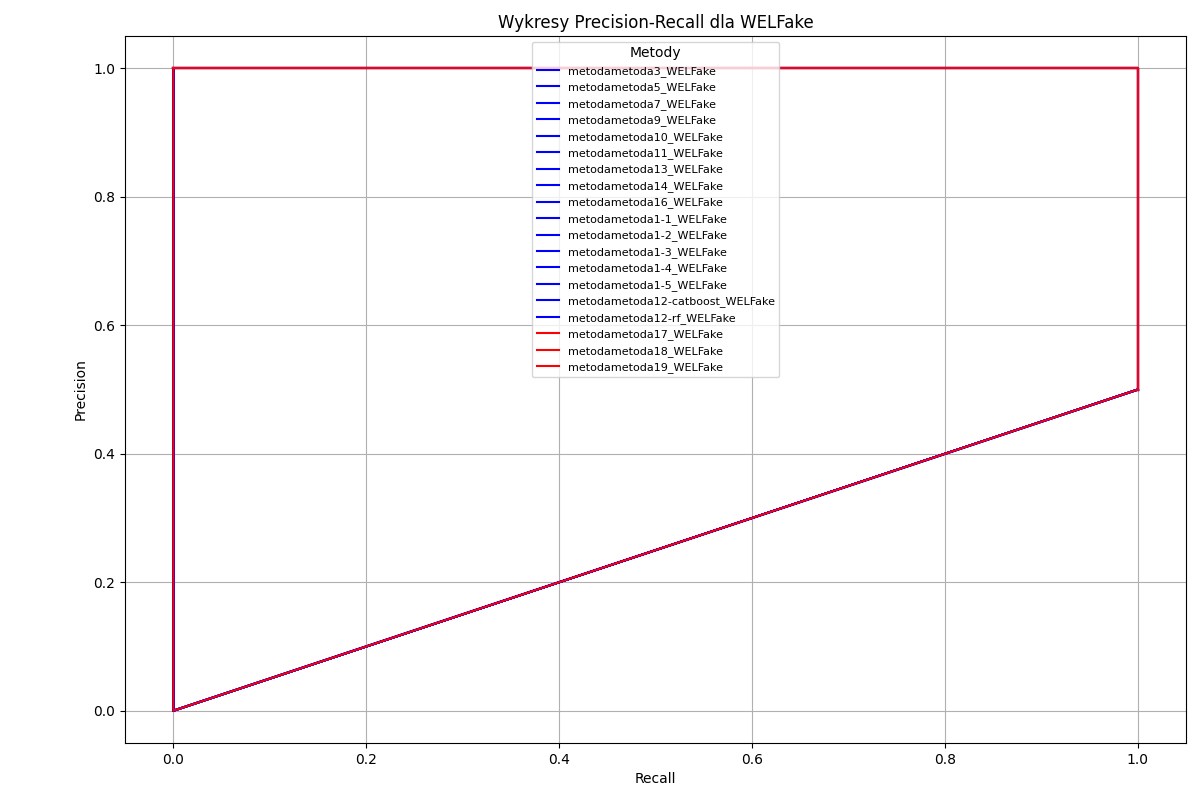 Wykresy Precision-Recall dla WELFake
Metody
metodametoda3_WELFake
metodametoda5_WELFake
metodametoda7_WELFake
metodametoda9_WELFake
metodametoda10_WELFake
metodametoda11_WELFake
metodametoda13_WELFake
metodametoda14_WELFake
metodametoda16_WELFake
metodametoda1-1_WELFake
metodametoda1-2_WELFake
metodametoda1-3_WELFake
metodametoda1-4_WELFake
metodametoda1-5_WELFake
metodametoda12-catboost_WELFake
metodametoda12-rf_WELFake
metodametoda17_WELFake
metodametoda18_WELFake
metodametoda19_WELFake
Precision
1.0
0.8
0.6
0.4
0.2
0.0
0.0 0.2 0.4 0.6 0.8 1.0
Recall